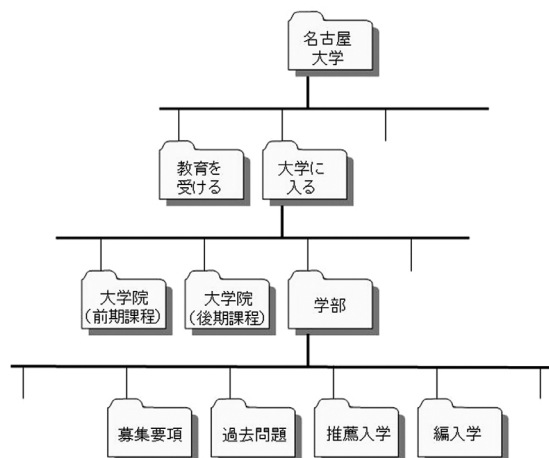 名古屋
大学
教育を
受ける
大学に
入る
大学院
(前期課程)
大学院
(後期課程)
学部
募集要項
過去問題
推薦入学
編入学